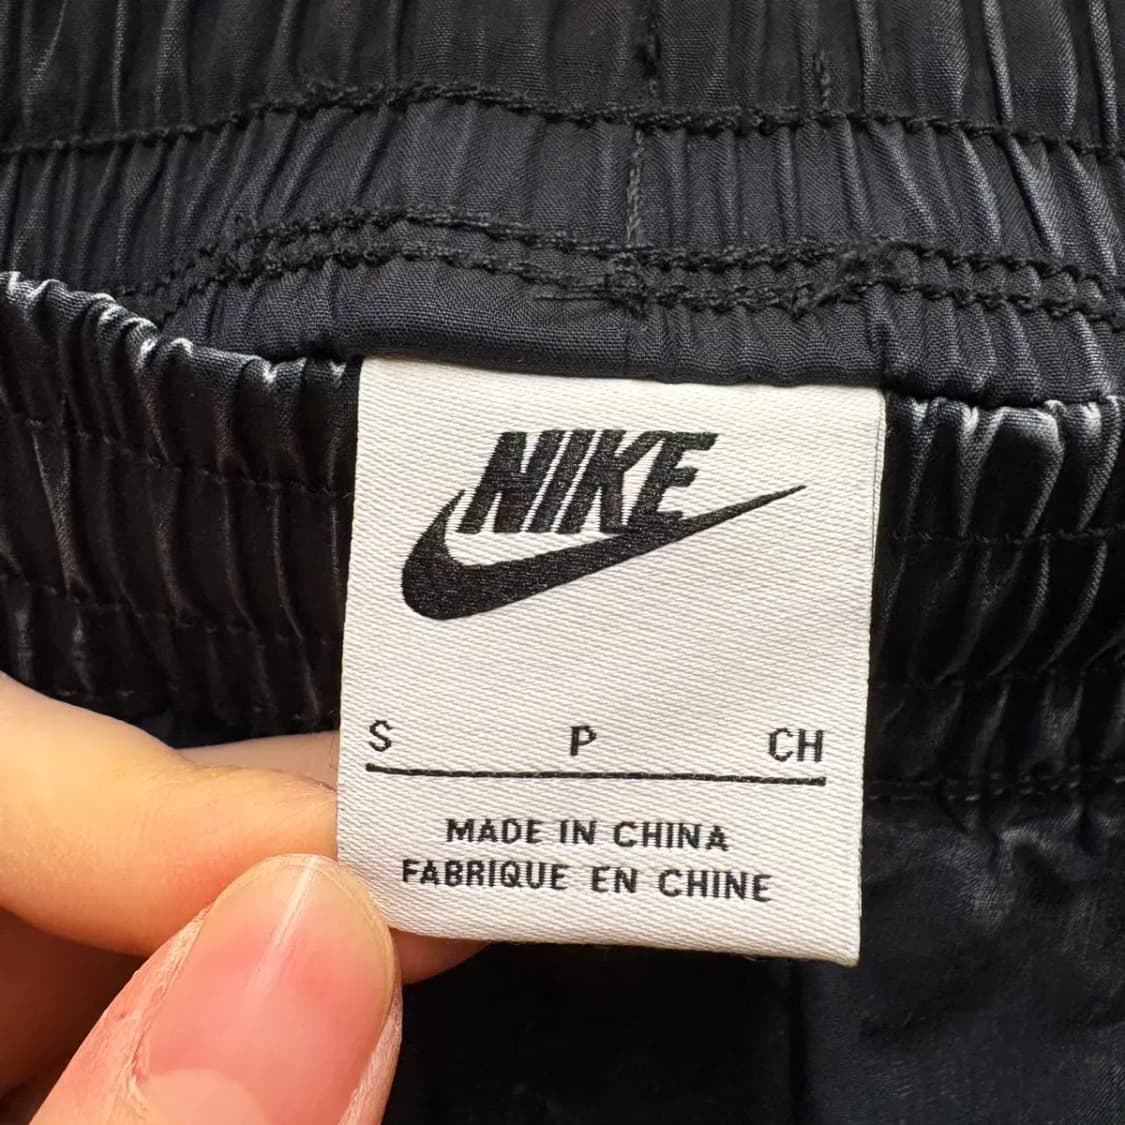 NIKE
S P CH
MADE IN CHINA
FABRIQUE EN CHINE